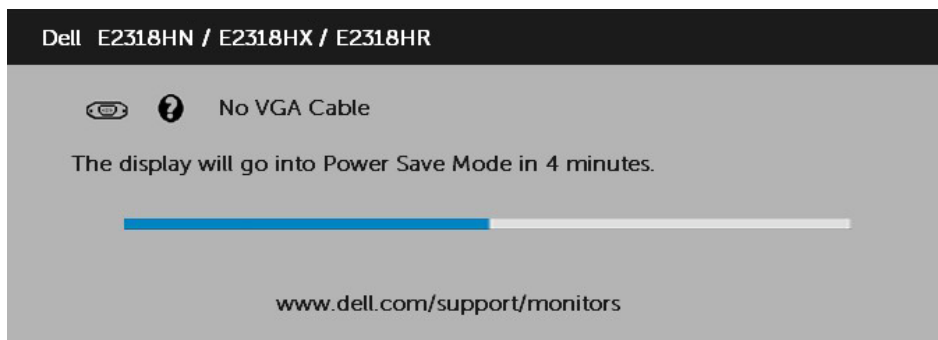 Dell E2318HN / E2318HX / E2318HR
? No VGA Cable
The display will go into Power Save Mode in 4 minutes.
www.dell.com/support/monitors